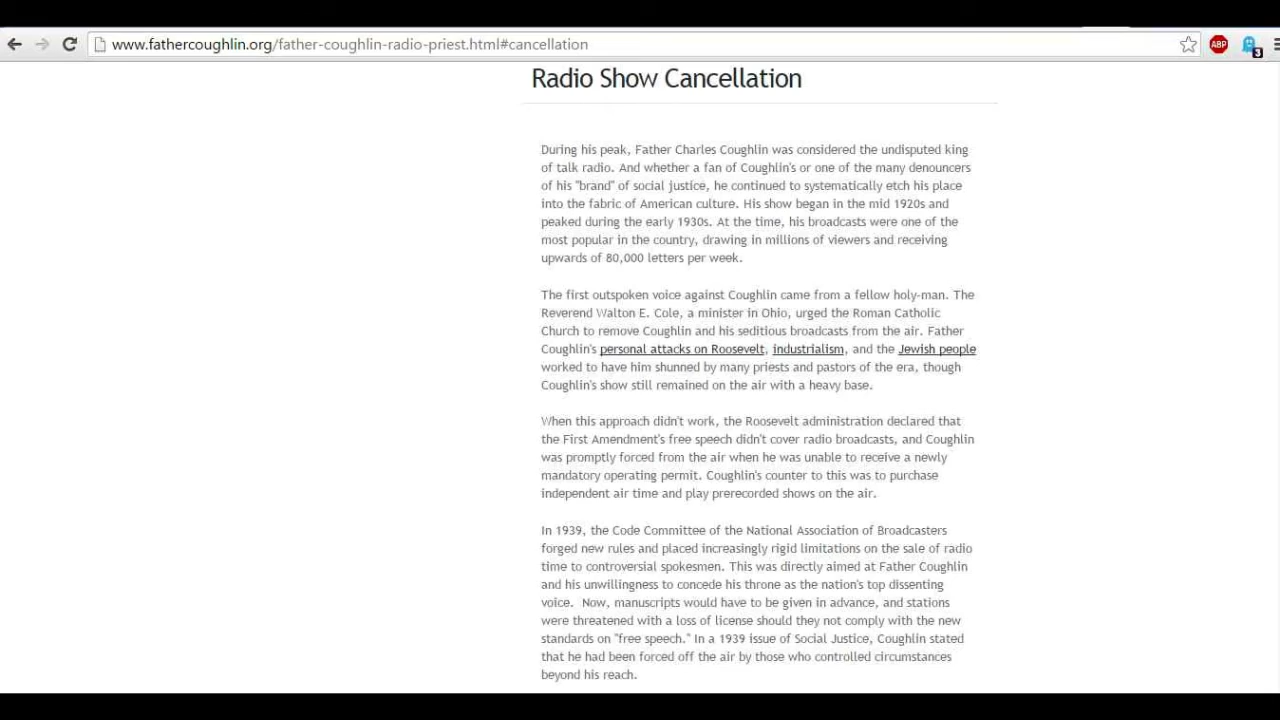 www.fathercoughlin.org/father-coughlin-radio-priest.html#cancellation
ABP
3
Radio Show Cancellation
During his peak, Father Charles Coughlin was considered the undisputed king
of talk radio. And whether a fan of Coughlin's or one of the many denouncers
of his "brand" of social justice, he continued to systematically etch his place
into the fabric of American culture. His show began in the mid 1920s and
peaked during the early 1930s. At the time, his broadcasts were one of the
most popular in the country, drawing in millions of viewers and receiving
upwards of 80,000 letters per week.
The first outspoken voice against Coughlin came from a fellow holy-man. The
Reverend Walton E. Cole, a minister in Ohio, urged the Roman Catholic
Church to remove Coughlin and his seditious broadcasts from the air. Father
Coughlin's personal attacks on Roosevelt, industrialism, and the Jewish people
worked to have him shunned by many priests and pastors of the era, though
Coughlin's show still remained on the air with a heavy base.
When this approach didn't work, the Roosevelt administration declared that
the First Amendment's free speech didn't cover radio broadcasts, and Coughlin
was promptly forced from the air when he was unable to receive a newly
mandatory operating permit. Coughlin's counter to this was to purchase
independent air time and play prerecorded shows on the air.
In 1939, the Code Committee of the National Association of Broadcasters
forged new rules and placed increasingly rigid limitations on the sale of radio
time to controversial spokesmen. This was directly aimed at Father Coughlin
and his unwillingness to concede his throne as the nation's top dissenting
voice.  Now, manuscripts would have to be given in advance, and stations
were threatened with a loss of license should they not comply with the new
standards on "free speech." In a 1939 issue of Social Justice, Coughlin stated
that he had been forced off the air by those who controlled circumstances
beyond his reach.